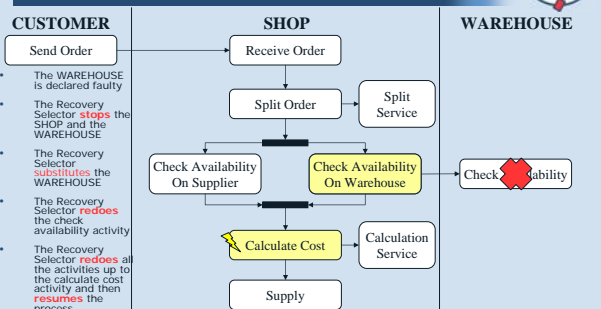 CUSTOMER
SHOP
WAREHOUSE
Send Order
Receive Order
The WAREHOUSE
is declared faulty
The Recovery
Selector stops the
SHOP and the
WAREHOUSE
The Recovery
Selector
substitutes the
WAREHOUSE
The Recovery
Selector redoes
the check
availability activity
The Recovery
Selector redoes all
the activities up to
the calculate cost
activity and then
resumes the
process
Split Order
Split
Service
Check Availability
On Supplier
Check Availability
On Warehouse
Check
Calculate Cost
Calculation
Service
Supply